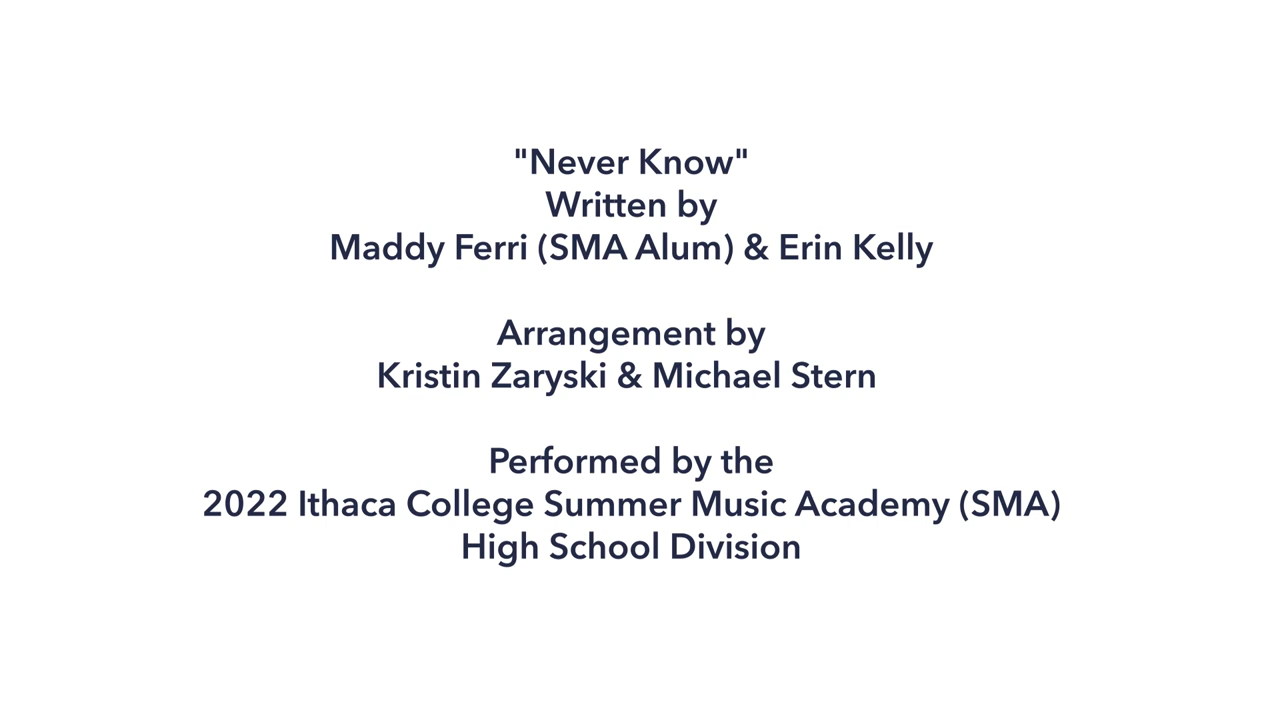 "Never Know"
Written by
Maddy Ferri (SMA Alum) & Erin Kelly
Arrangement by
Kristin Zaryski & Michael Stern
Performed by the
2022 Ithaca College Summer Music Academy (SMA)
High School Division